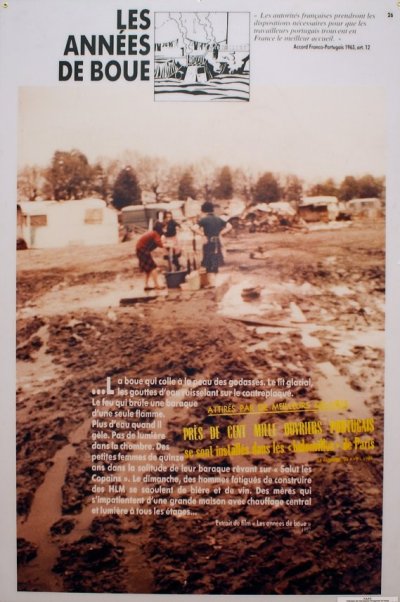 LES
ANNÉES
DE BOUE
« Les autorités françaises prendront les
dispositions nécessaires pour que les
travailleurs portugais trouvent en
France le meilleur accueil. »
Accord Franco-Portugais 1963, art. 12
26
...La boue qui colle à la peau des godasses. Le lit glacial,
les gouttes d'eau ruisselant sur le contreplaqué.
Le feu qui brûle une baraque
d'une seule flamme.
Plus d'eau quand il
gèle. Pas de lumière
dans la chambre. Des
petites femmes de quinze
ans dans la solitude de leur baraque rêvant sur « Salut les
Copains ». Le dimanche, des hommes fatigués de construire
des HLM se saoulent de bière et de vin. Des mères qui
s'impatientent d'une grande maison avec chauffage central
et lumière à tous les étages...
Extrait du film « Les années de boue »
ATTIRÉS PAR DE MEILLEURS
PRÈS DE CENT MILLE OUVRIERS PORTUGAIS
se sont installés dans les «bidonvilles» de Paris